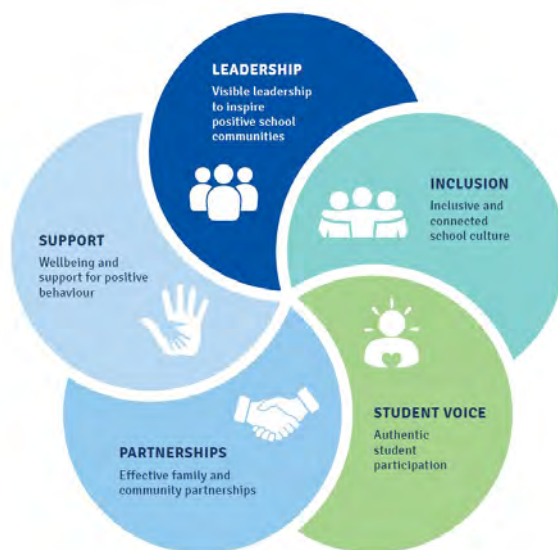 LEADERSHIP
Visible leadership
to inspire
positive school
communities
INCLUSION
Inclusive and
connected
school culture
STUDENT VOICE
Authentic
student
participation
PARTNERSHIPS
Effective family and
community partnerships
SUPPORT
Wellbeing and
support for positive
behaviour